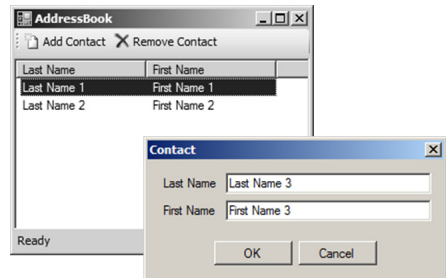 AddressBook
Add Contact Remove Contact
Last Name First Name
Last Name 1 First Name 1
Last Name 2 First Name 2
Contact
Last Name Last Name 3
First Name First Name 3
OK Cancel
Ready